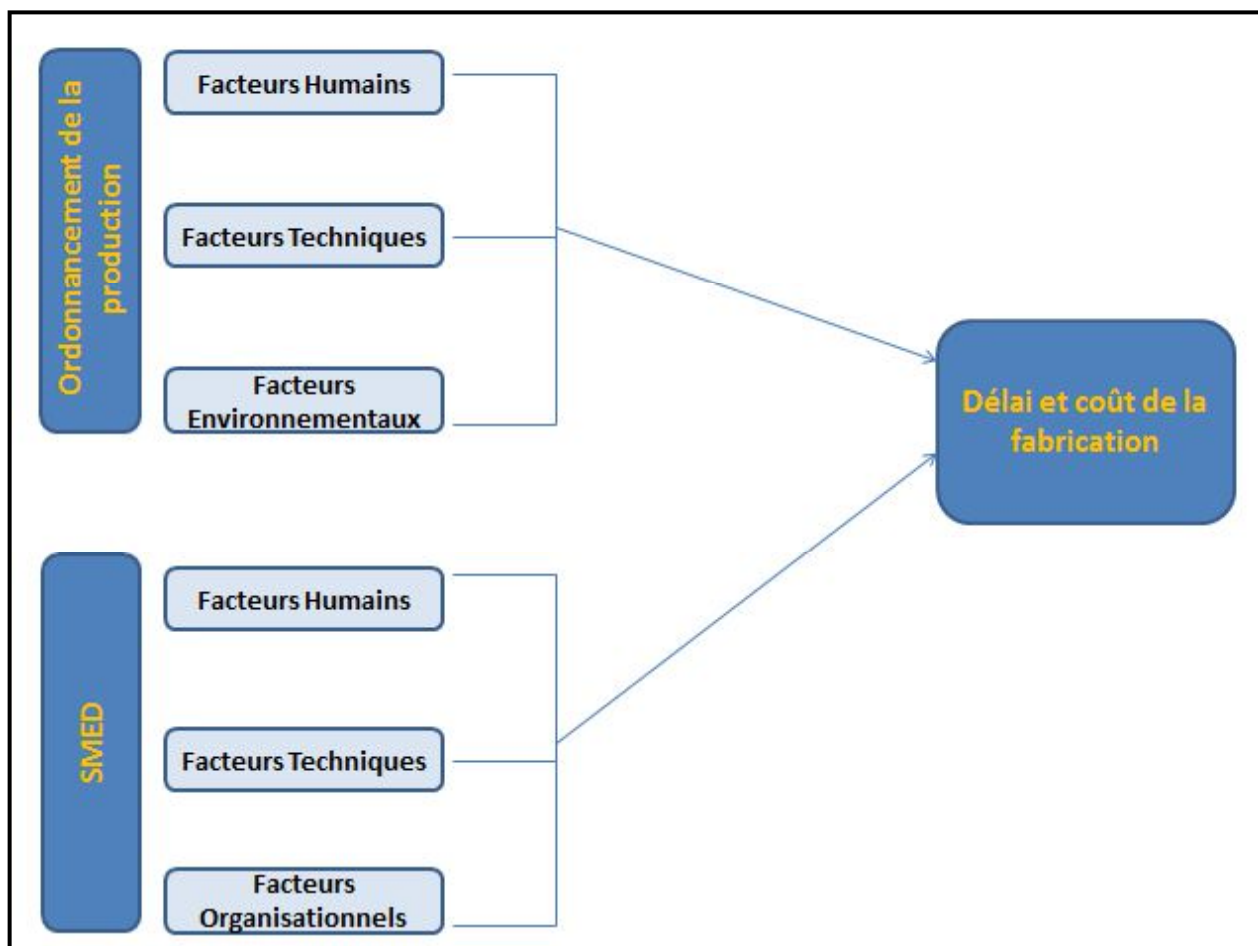 Ordonnancement de la
production
Facteurs Humains
Facteurs Techniques
Facteurs
Environnementaux
Délai et coût de la
fabrication
SMED
Facteurs Humains
Facteurs Techniques
Facteurs
Organisationnels